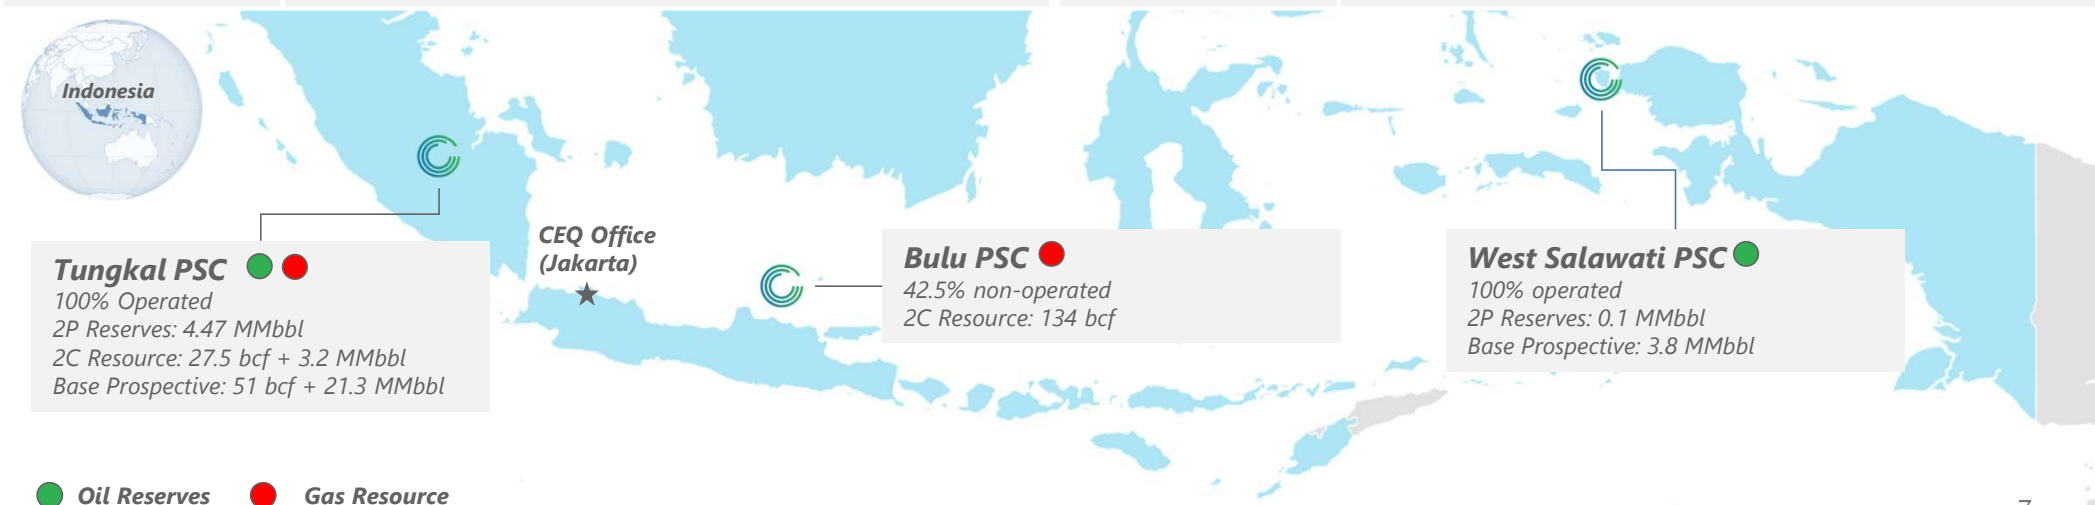 Indonesia
Tungkal PSC
100% Operated
2P Reserves: 4.47 MMbbl
2C Resource: 27.5 bcf + 3.2 MMbbl
Base Prospective: 51 bcf + 21.3 MMbbl
CEQ Office
(Jakarta)
Bulu PSC
42.5% non-operated
2C Resource: 134 bcf
West Salawati PSC
100% operated
2P Reserves: 0.1 MMbbl
Base Prospective: 3.8 MMbbl
Oil Reserves
Gas Resource